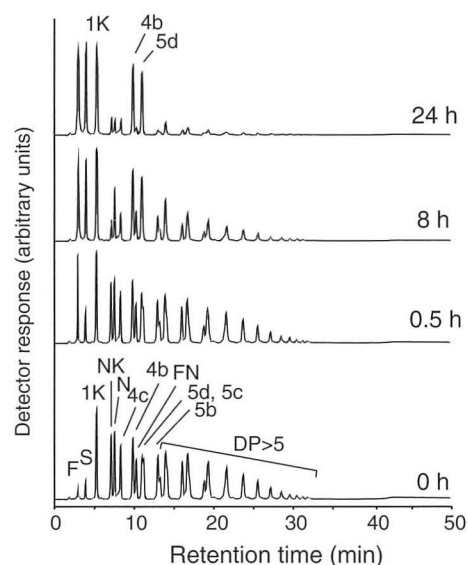 1K
4b
5d
24 h
8 h
0.5 h
NK
N
4c
4b
FN
5d, 5c
5b
1K
F
S
DP>5
0 h
0 10 20 30 40 50
Retention time (min)
Detector response (arbitrary units)